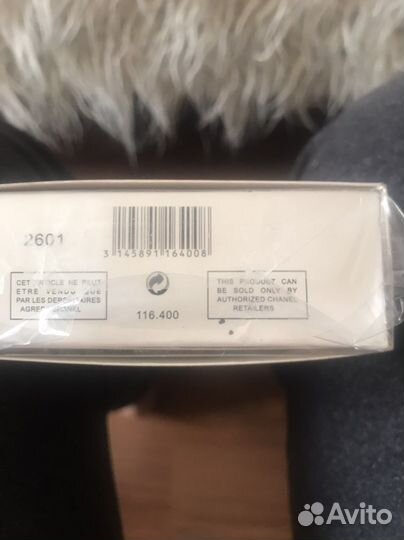 2601
3 145891 164008
CET ARTICLE NE PEUT
ETRE VENDU QUE
PAR LES DEPOSITAIRES
AGREES CHANEL
116.400
THIS PRODUCT CAN
BE SOLD ONLY BY
AUTHORIZED CHANEL
RETAILERS
Avito